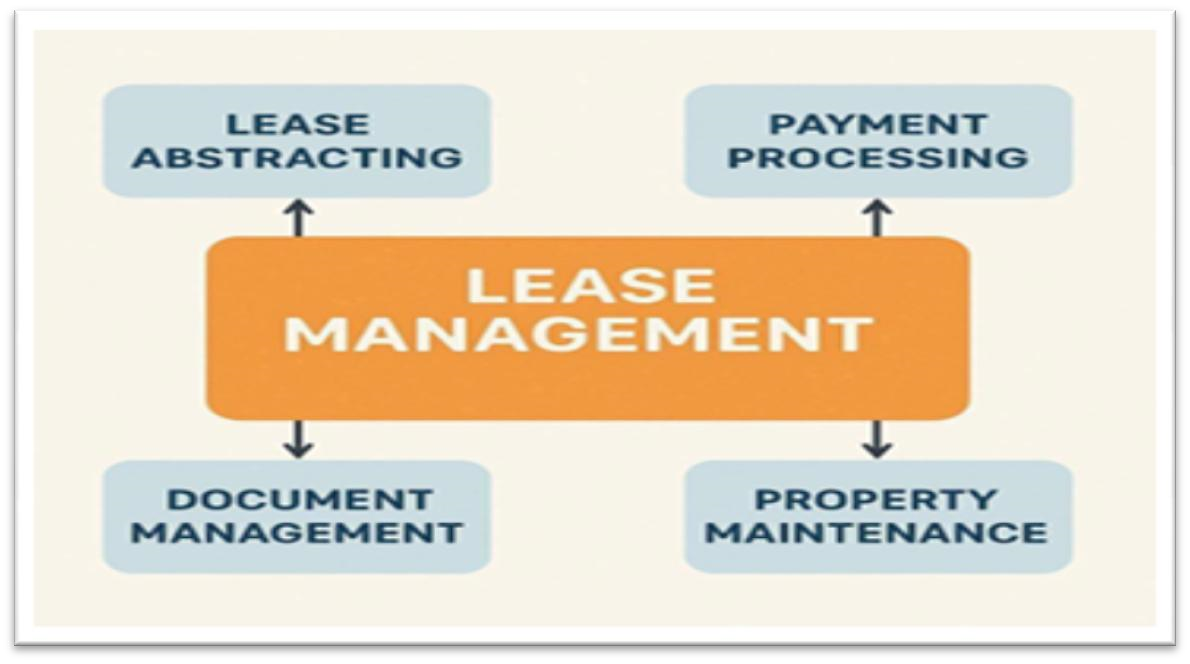 LEASE
ABSTRACTING
PAYMENT
PROCESSING
LEASE
MANAGEMENT
DOCUMENT
MANAGEMENT
PROPERTY
MAINTENANCE